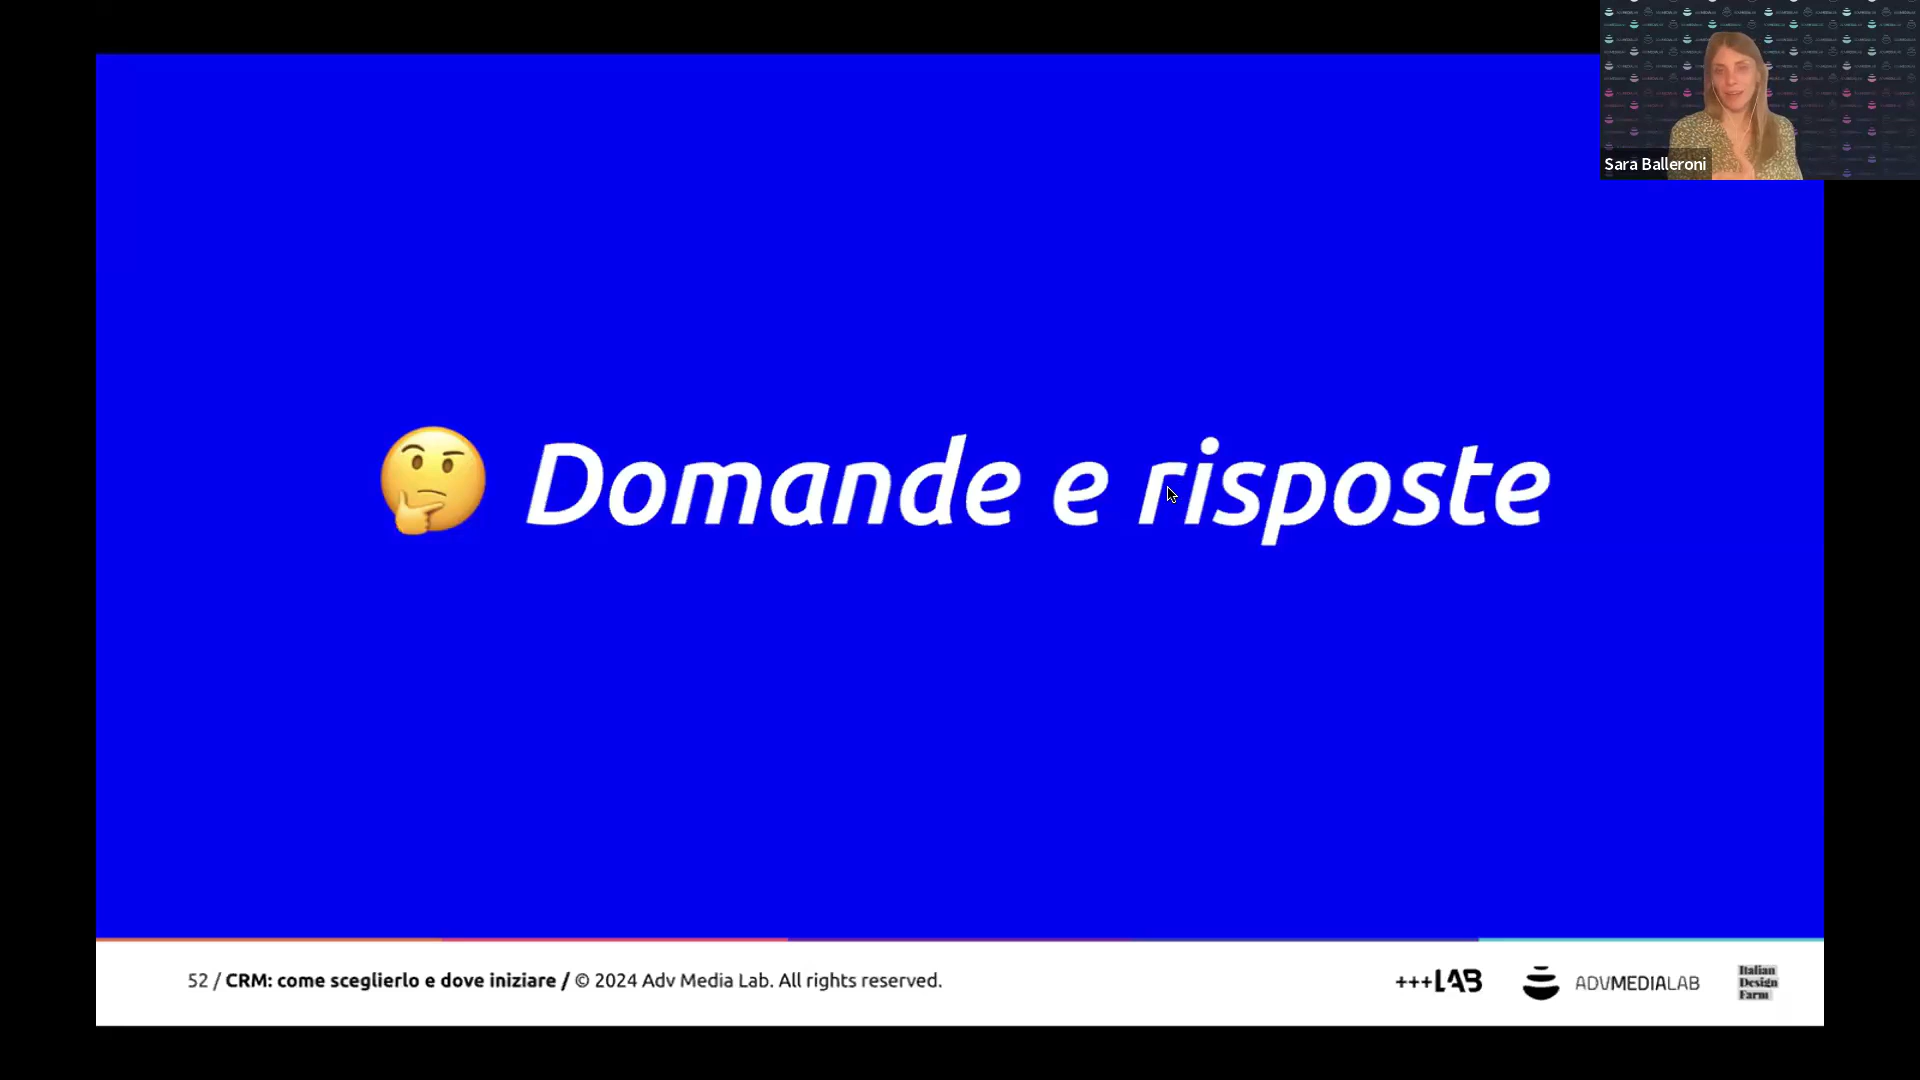 Sara Balleroni
Domande e risposte
52 / CRM: come sceglierlo e dove iniziare / © 2024 Adv Media Lab. All rights reserved.
+++LAB
ADVMEDIALAB
Italian
Design
Farm